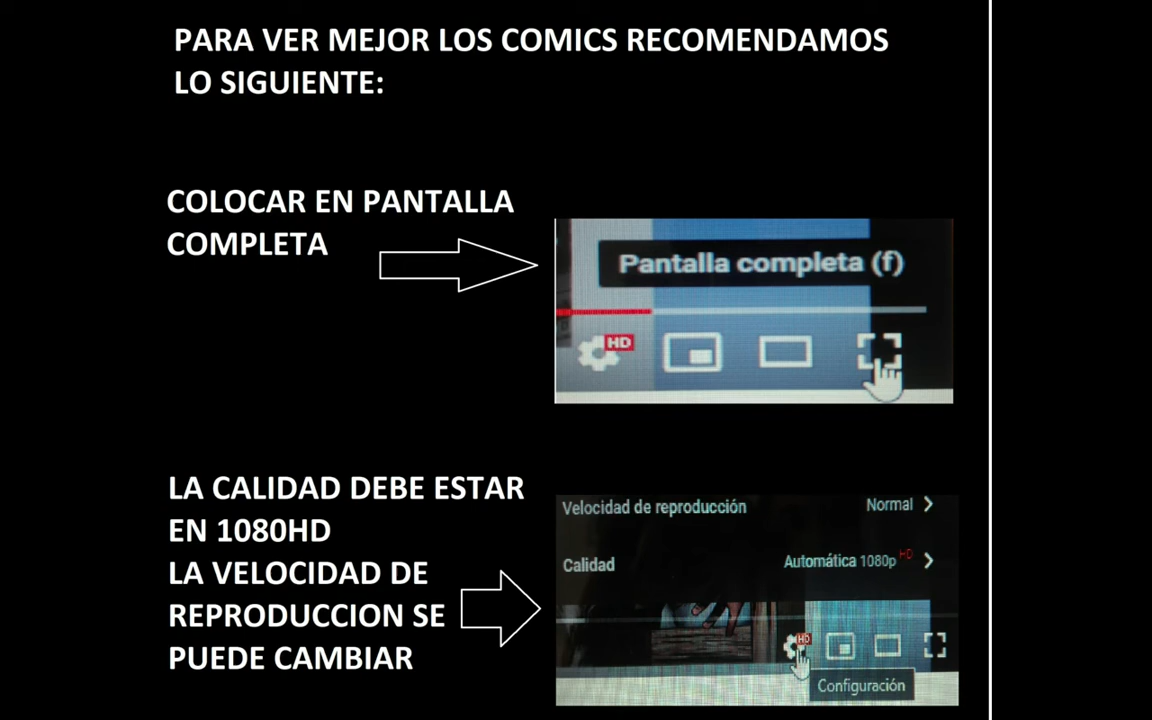 PARA VER MEJOR LOS COMICS RECOMENDAMOS
LO SIGUIENTE:
COLOCAR EN PANTALLA
COMPLETA
Pantalla completa (f)
HD
LA CALIDAD DEBE ESTAR
EN 1080HD
LA VELOCIDAD DE
REPRODUCCION SE
PUEDE CAMBIAR
Velocidad de reproducción Normal
Calidad Automática 1080p HD
HD
Configuración